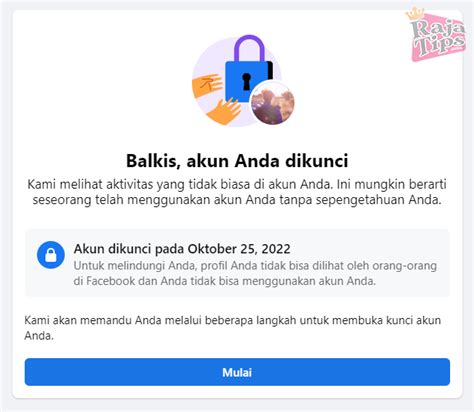 Raja
Tips
Balkis, akun Anda dikunci
Kami melihat aktivitas yang tidak biasa di akun Anda. Ini mungkin berarti
seseorang telah menggunakan akun Anda tanpa sepengetahuan Anda.
Akun dikunci pada Oktober 25, 2022
Untuk melindungi Anda, profil Anda tidak bisa dilihat oleh orang-orang
di Facebook dan Anda tidak bisa menggunakan akun Anda.
Kami akan memandu Anda melalui beberapa langkah untuk membuka kunci akun
Anda.
Mulai